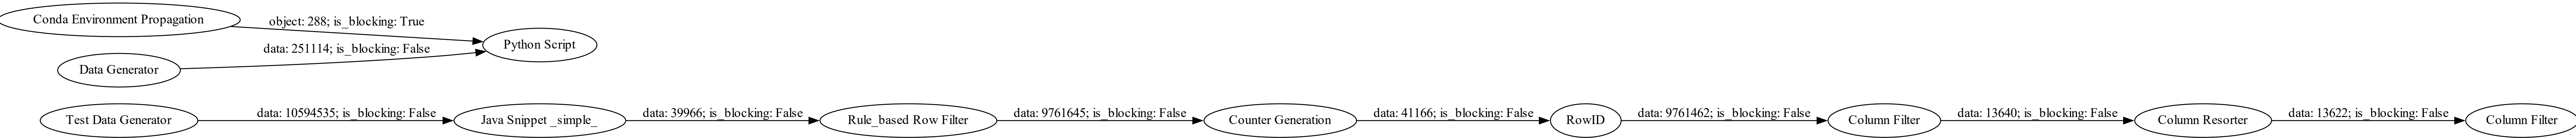 Conda Environment Propagation
object: 288; is_blocking: True
Python Script
data: 251114; is_blocking: False
Data Generator
Test Data Generator
data: 10594535; is_blocking: False
Java Snippet _simple_
data: 39966; is_blocking: False
Rule_based Row Filter
data: 9761645; is_blocking: False
Counter Generation
data: 41166; is_blocking: False
RowID
data: 9761462; is_blocking: False
Column Filter
data: 13640; is_blocking: False
Column Resorter
data: 13622; is_blocking: False
Column Filter